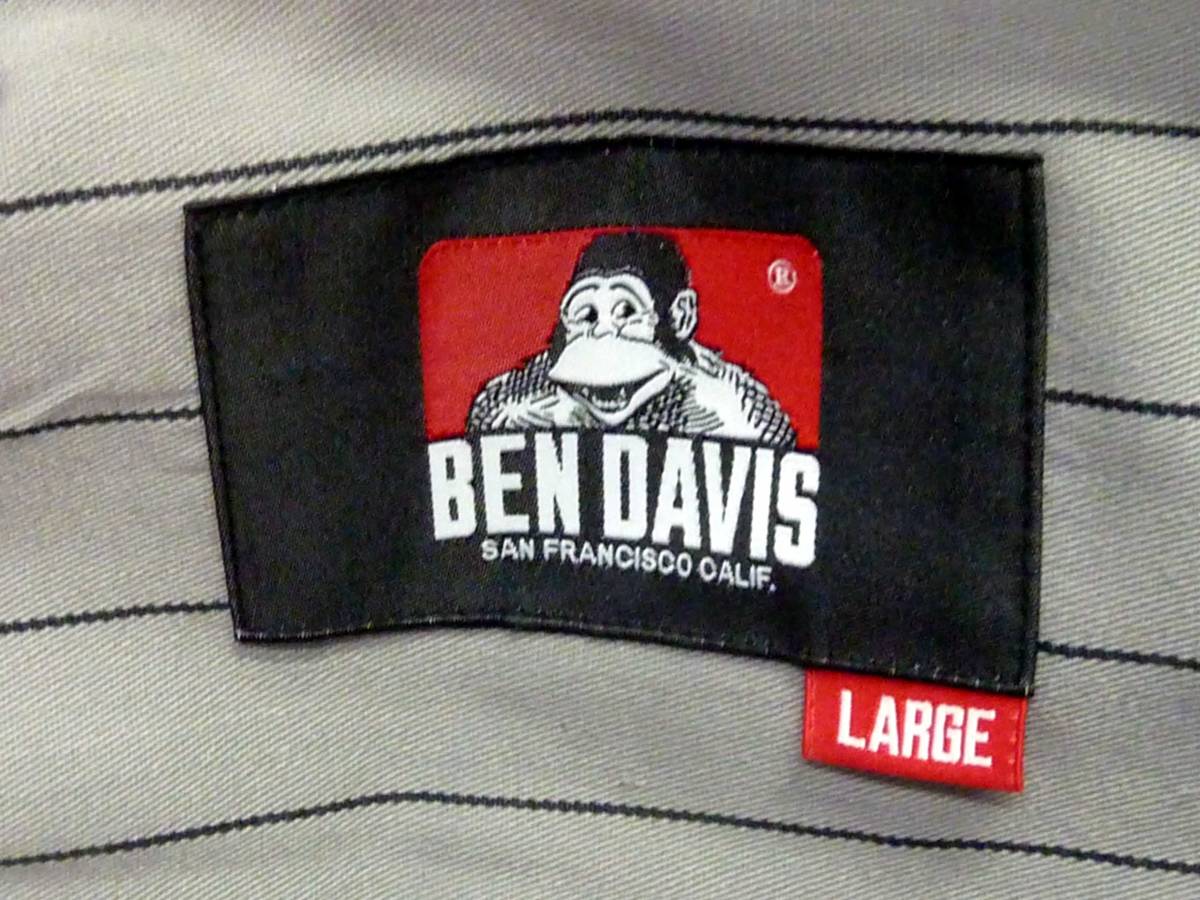 ®
BEN DAVIS
SAN FRANCISCO CALIF.
LARGE